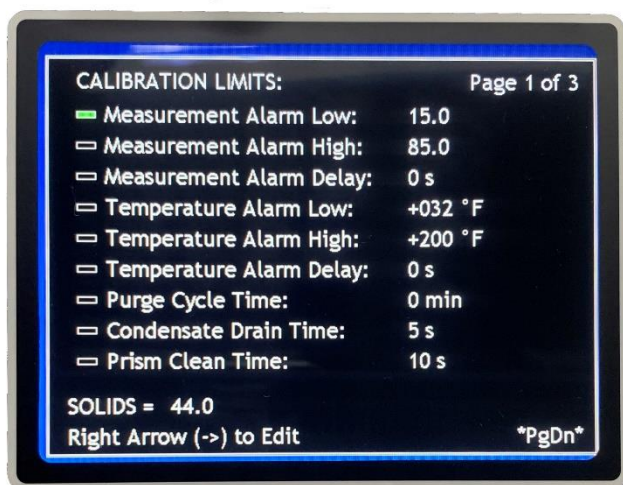 CALIBRATION LIMITS: Page 1 of 3
Measurement Alarm Low: 15.0
Measurement Alarm High: 85.0
Measurement Alarm Delay: 0 s
Temperature Alarm Low: +032 °F
Temperature Alarm High: +200 °F
Temperature Alarm Delay: 0 s
Purge Cycle Time: 0 min
Condensate Drain Time: 5 s
Prism Clean Time: 10 s
SOLIDS = 44.0
Right Arrow (->) to Edit *PgDn*